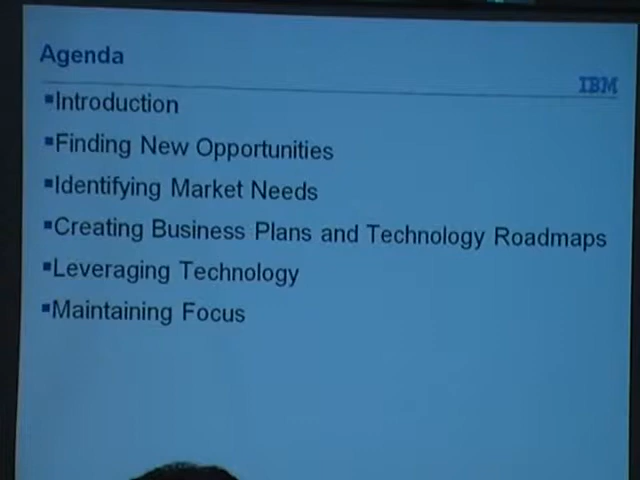 Agenda
IBM
▪Introduction
▪Finding New Opportunities
▪Identifying Market Needs
▪Creating Business Plans and Technology Roadmaps
▪Leveraging Technology
▪Maintaining Focus